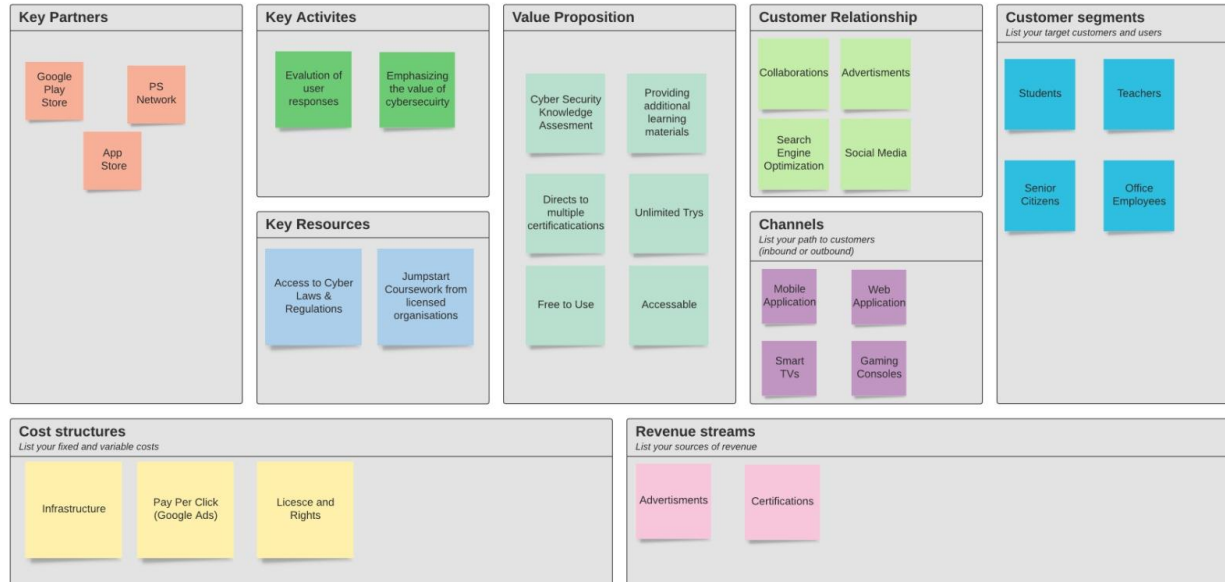 Key Partners
Google
Play
Store
PS
Network
App
Store
Key Activites
Evalution of
user
responses
Emphasizing
the value of
cybersecuirty
Key Resources
Access to Cyber
Laws &
Regulations
Jumpstart
Coursework from
licensed
organisations
Value Proposition
Cyber Security
Knowledge
Assesment
Providing
additional
learning
materials
Directs to
multiple
certificatications
Unlimited Trys
Free to Use
Accessable
Customer Relationship
Collaborations
Advertisments
Search
Engine
Optimization
Social Media
Channels
List your path to customers
(inbound or outbound)
Mobile
Application
Web
Application
Smart
TVs
Gaming
Consoles
Customer segments
List your target customers and users
Students
Teachers
Senior
Citizens
Office
Employees
Cost structures
List your fixed and variable costs
Infrastructure
Pay Per Click
(Google Ads)
Licesce and
Rights
Revenue streams
List your sources of revenue
Advertisments
Certifications